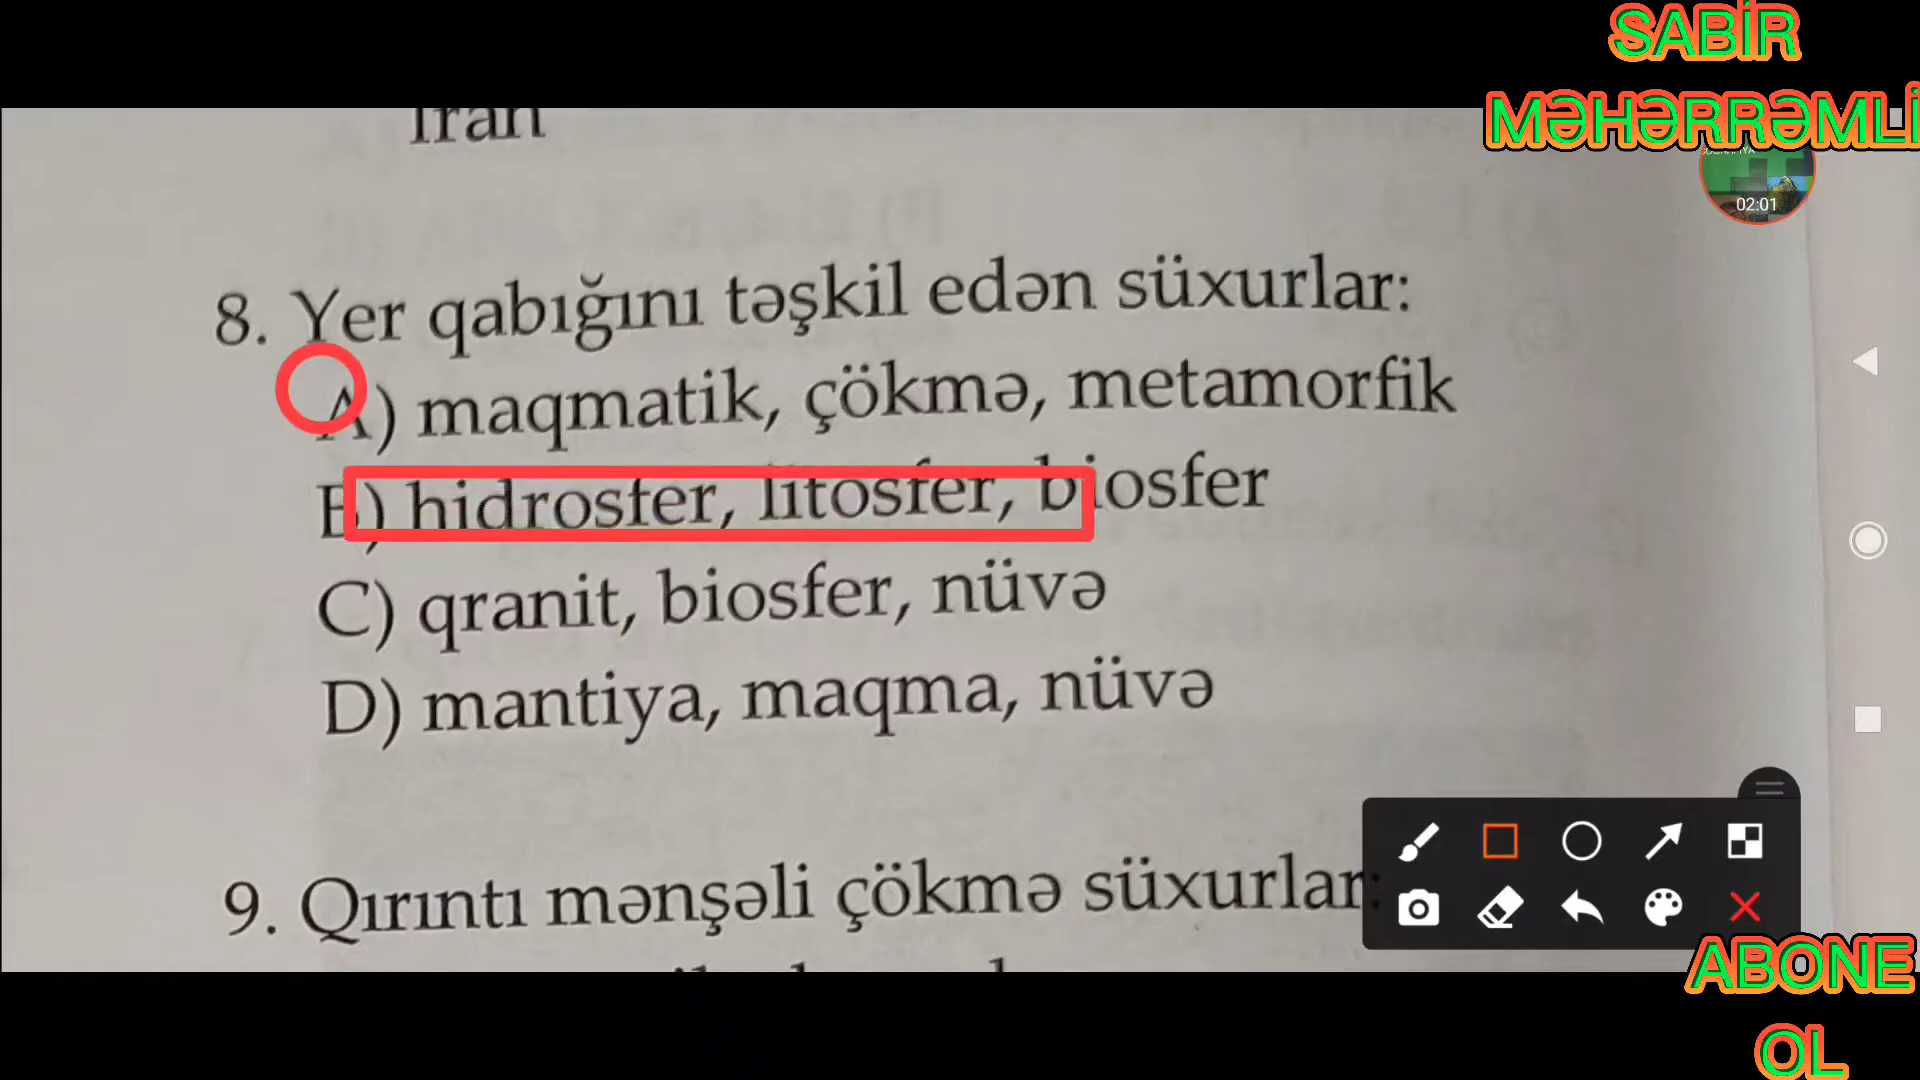 SABİR
MƏHƏRRƏMLİ
İran
02:01
8. Yer qabığını təşkil edən süxurlar:
A) maqmatik, çökmə, metamorfik
B) hidrosfer, litosfer, biosfer
C) qranit, biosfer, nüvə
D) mantiya, maqma, nüvə
9. Qırıntı mənşəli çökmə süxurlar:
ABONE
OL